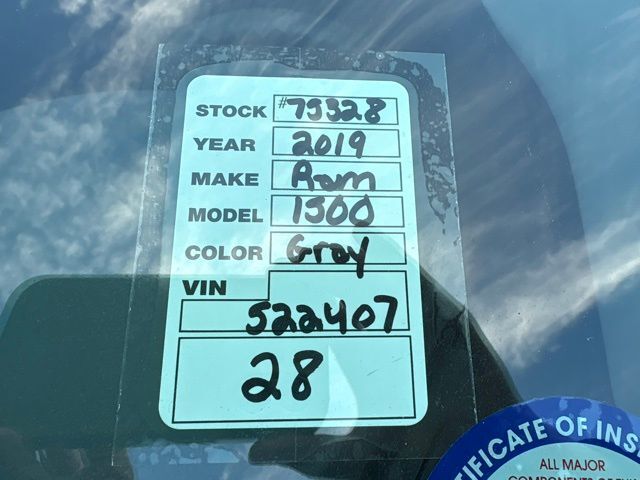 STOCK #75328
YEAR 2019
MAKE Ram
MODEL 1500
COLOR Gray
VIN
522407
28
CERTIFICATE OF INS
ALL MAJOR
COMPONENTS OF